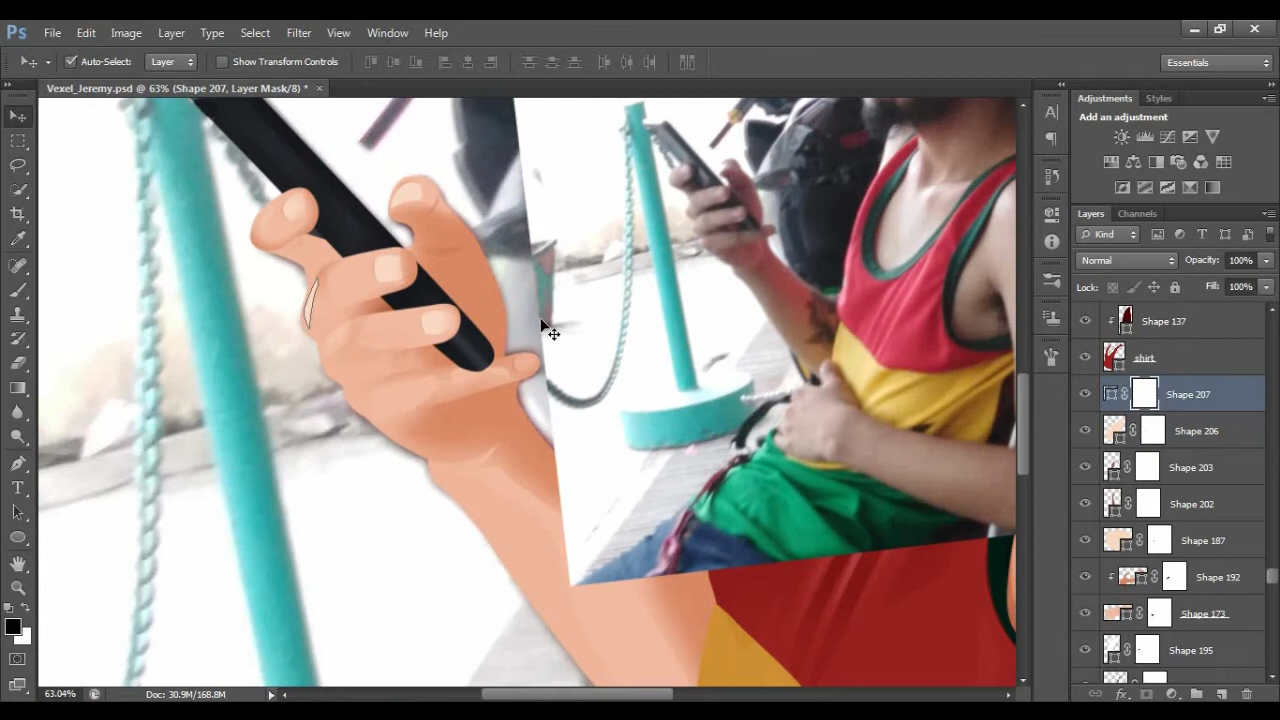 Ps File Edit Image Layer Type Select Filter View Window Help
Auto-Select: Layer Show Transform Controls Essentials
Vexel_Jeremy.psd @ 63% (Shape 207, Layer Mask/8) * ×
Adjustments Styles
Add an adjustment
Layers Channels
Kind
Normal Opacity: 100%
Lock: Fill: 100%
Shape 137
shirt
Shape 207
Shape 206
Shape 203
Shape 202
Shape 187
Shape 192
Shape 173
Shape 195
63.04% Doc: 30.9M/168.8M